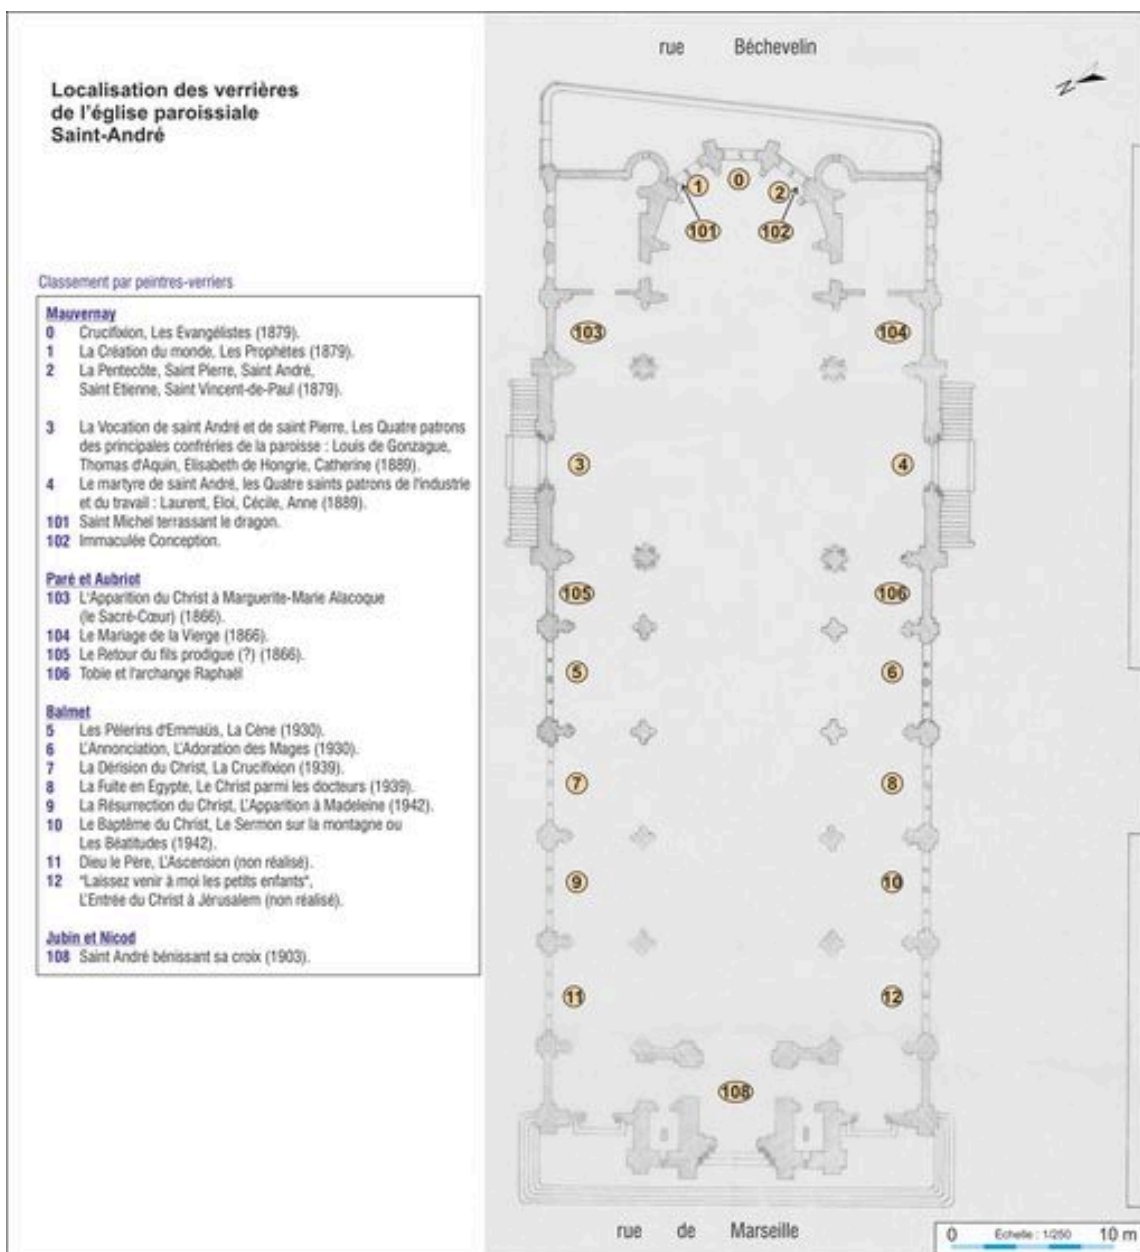 Localisation des verrières
de l'église paroissiale
Saint-André
Classement par peintres-verriers
Mauvernay
0 Crucifixion, Les Evangélistes (1879).
1 La Création du monde, Les Prophètes (1879).
2 La Pentecôte, Saint Pierre, Saint André,
Saint Etienne, Saint Vincent-de-Paul (1879).
3 La Vocation de saint André et de saint Pierre, Les Quatre patrons
des principales confréries de la paroisse : Louis de Gonzague,
Thomas d'Aquin, Elisabeth de Hongrie, Catherine (1889).
4 Le martyre de saint André, les Quatre saints patrons de l'industrie
et du travail : Laurent, Eloi, Cécile, Anne (1889).
101 Saint Michel terrassant le dragon.
102 Immaculée Conception.
Paré et Aubriot
103 L'Apparition du Christ à Marguerite-Marie Alacoque
(le Sacré-Cœur) (1866).
104 Le Mariage de la Vierge (1866).
105 Le Retour du fils prodigue (?) (1866).
106 Tobie et l'archange Raphaël
Balmet
5 Les Pélerins d'Emmaüs, La Cène (1930).
6 L'Annonciation, L'Adoration des Mages (1930).
7 La Dérision du Christ, La Crucifixion (1939).
8 La Fuite en Egypte, Le Christ parmi les docteurs (1939).
9 La Résurrection du Christ, L'Apparition à Madeleine (1942).
10 Le Baptême du Christ, Le Sermon sur la montagne ou
Les Béatitudes (1942).
11 Dieu le Père, L'Ascension (non réalisé).
12 "Laissez venir à moi les petits enfants",
L'Entrée du Christ à Jérusalem (non réalisé).
Jubin et Nicod
108 Saint André bénissant sa croix (1903).
rue Béchevelin
N
1 0 2
101 102
103 104
3 4
105 106
5 6
7 8
9 10
11 12
108
rue de Marseille
0 Echelle : 1/250 10 m